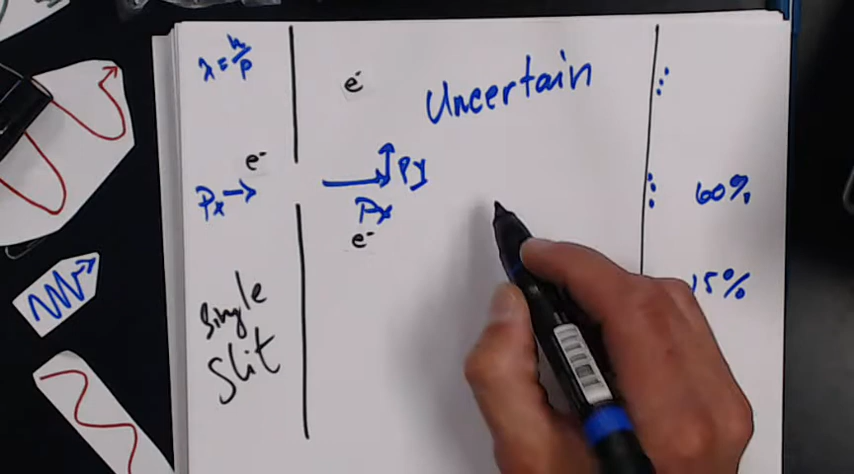 λ = h/p
e⁻
Uncertain
e⁻
Px → 
Py
Px
60%
e⁻
15%
Single
Slit